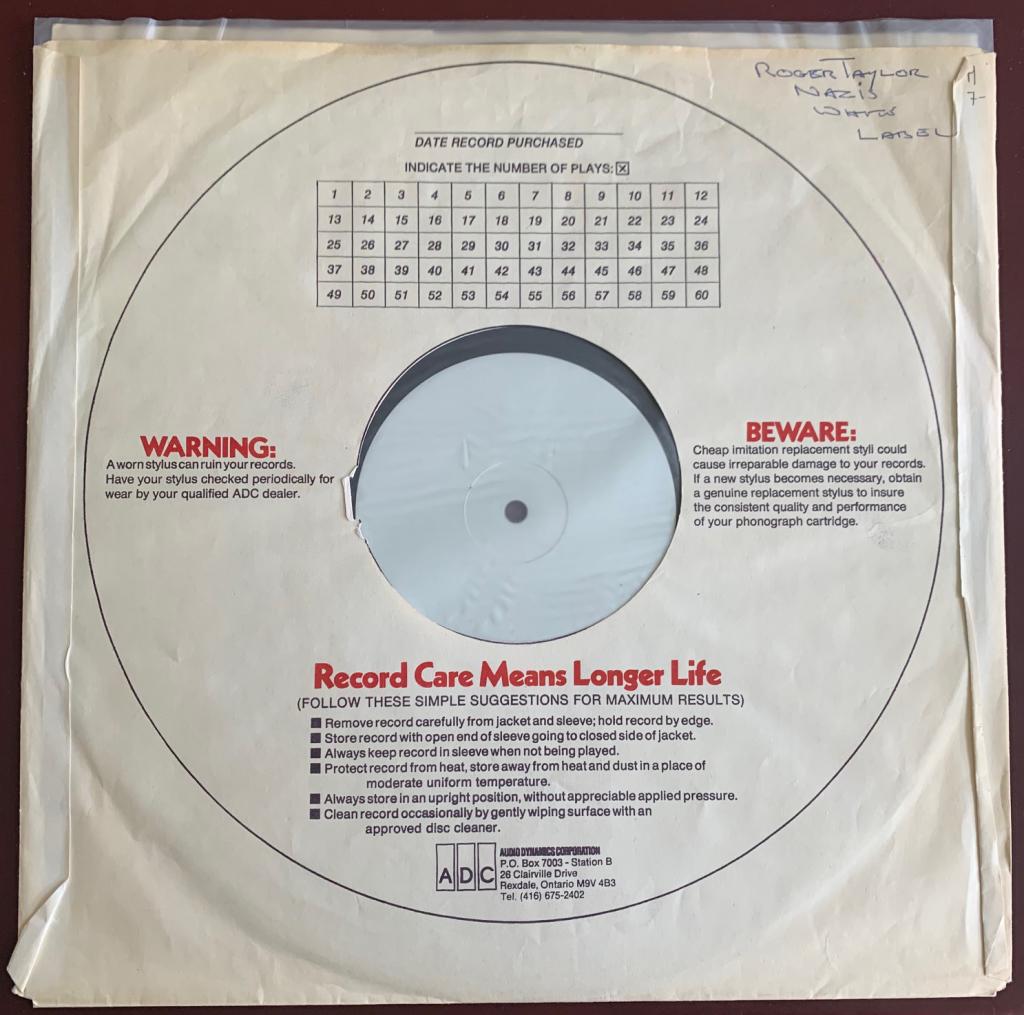 ROGER TAYLOR
NAZIS
WHITE
LABEL
DATE RECORD PURCHASED
INDICATE THE NUMBER OF PLAYS: ☒
1 2 3 4 5 6 7 8 9 10 11 12
13 14 15 16 17 18 19 20 21 22 23 24
25 26 27 28 29 30 31 32 33 34 35 36
37 38 39 40 41 42 43 44 45 46 47 48
49 50 51 52 53 54 55 56 57 58 59 60
WARNING:
A worn stylus can ruin your records.
Have your stylus checked periodically for
wear by your qualified ADC dealer.
BEWARE:
Cheap imitation replacement styli could
cause irreparable damage to your records.
If a new stylus becomes necessary, obtain
a genuine replacement stylus to insure
the consistent quality and performance
of your phonograph cartridge.
Record Care Means Longer Life
(FOLLOW THESE SIMPLE SUGGESTIONS FOR MAXIMUM RESULTS)
■ Remove record carefully from jacket and sleeve; hold record by edge.
■ Store record with open end of sleeve going to closed side of jacket.
■ Always keep record in sleeve when not being played.
■ Protect record from heat, store away from heat and dust in a place of
moderate uniform temperature.
■ Always store in an upright position, without appreciable applied pressure.
■ Clean record occasionally by gently wiping surface with an
approved disc cleaner.
ADC
AUDIO DYNAMICS CORPORATION
P.O. Box 7003 - Station B
26 Clairville Drive
Rexdale, Ontario M9V 4B3
Tel. (416) 675-2402